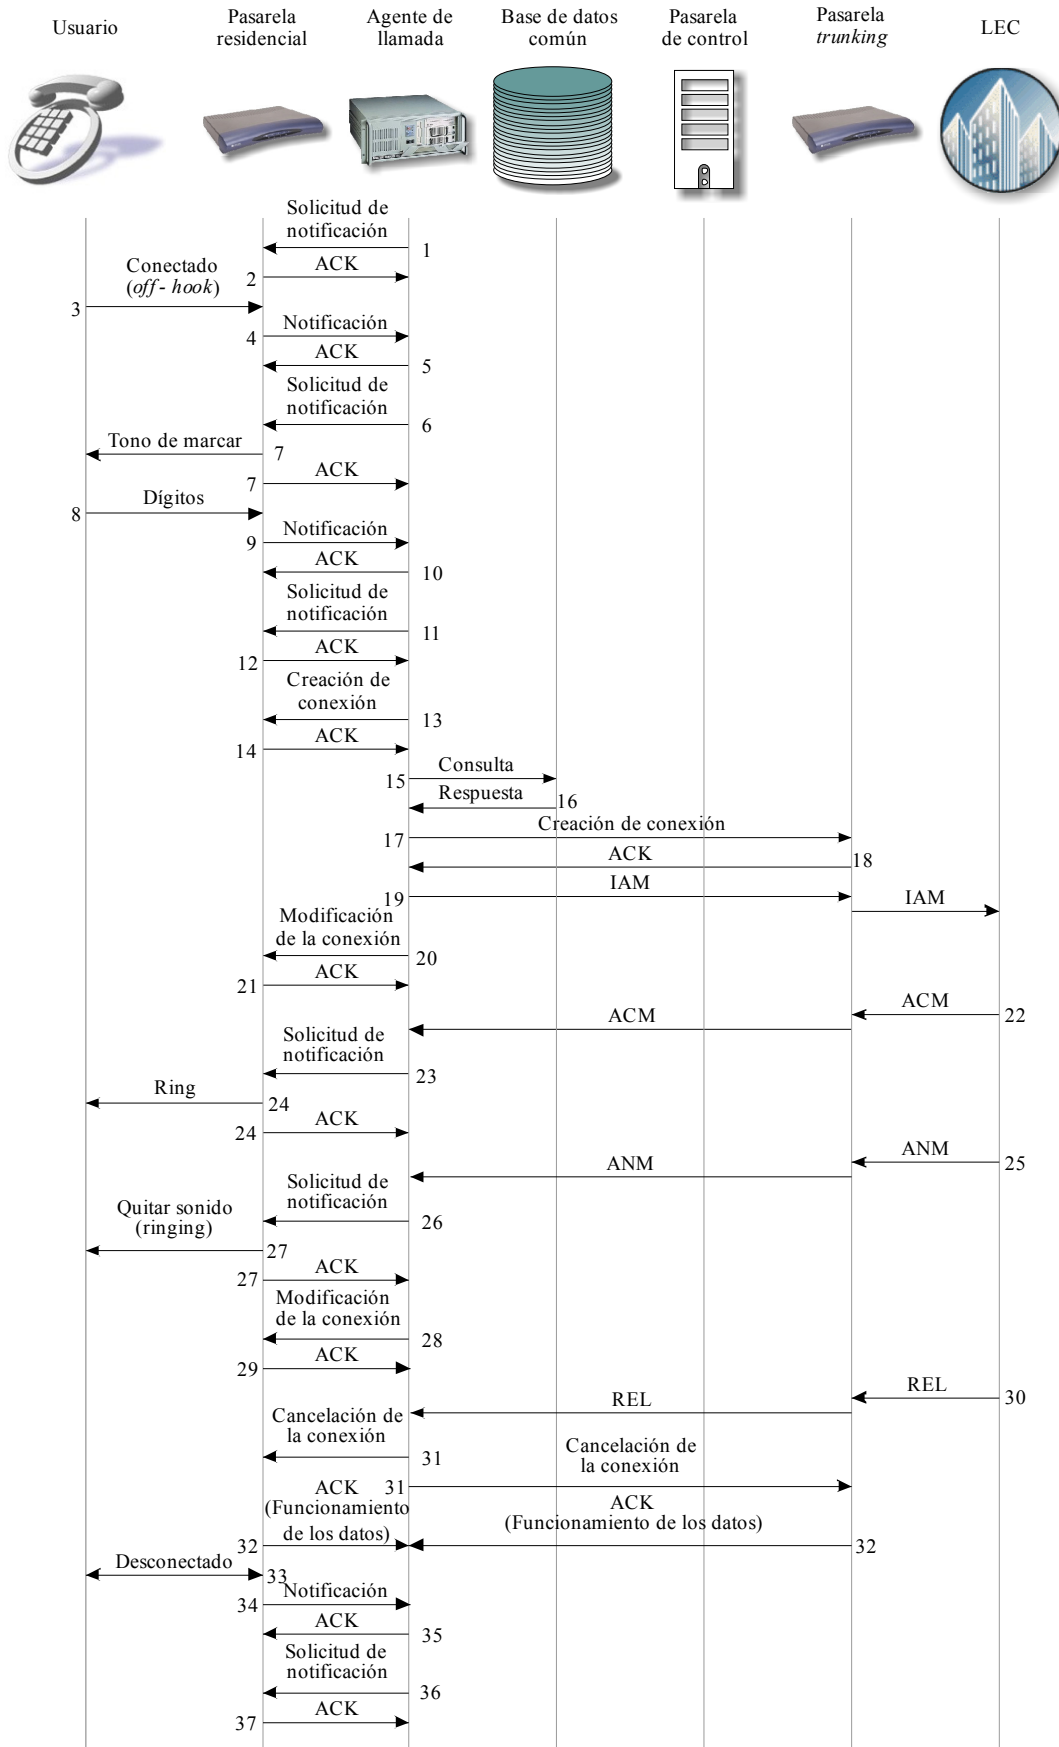 Usuario
Pasarela
residencial
Agente de
llamada
Base de datos
común
Pasarela
de control
Pasarela
trunking
LEC
Solicitud de
notificación
1
ACK
2
Conectado
(off - hook)
3
Notificación
4
ACK
5
Solicitud de
notificación
6
Tono de marcar
7
ACK
7
Dígitos
8
Notificación
9
ACK
10
Solicitud de
notificación
11
ACK
12
Creación de
conexión
13
ACK
14
Consulta
15
Respuesta
16
Creación de conexión
17
ACK
18
IAM
19
IAM
Modificación
de la conexión
20
ACK
21
ACM
22
ACM
Solicitud de
notificación
23
Ring
24
ACK
24
ANM
25
ANM
Solicitud de
notificación
26
Quitar sonido
(ringing)
27
ACK
27
Modificación
de la conexión
28
ACK
29
REL
30
REL
Cancelación de
la conexión
31
Cancelación de
la conexión
31
ACK
(Funcionamiento
de los datos)
32
ACK
(Funcionamiento de los datos)
32
Desconectado
33
Notificación
34
ACK
35
Solicitud de
notificación
36
ACK
37